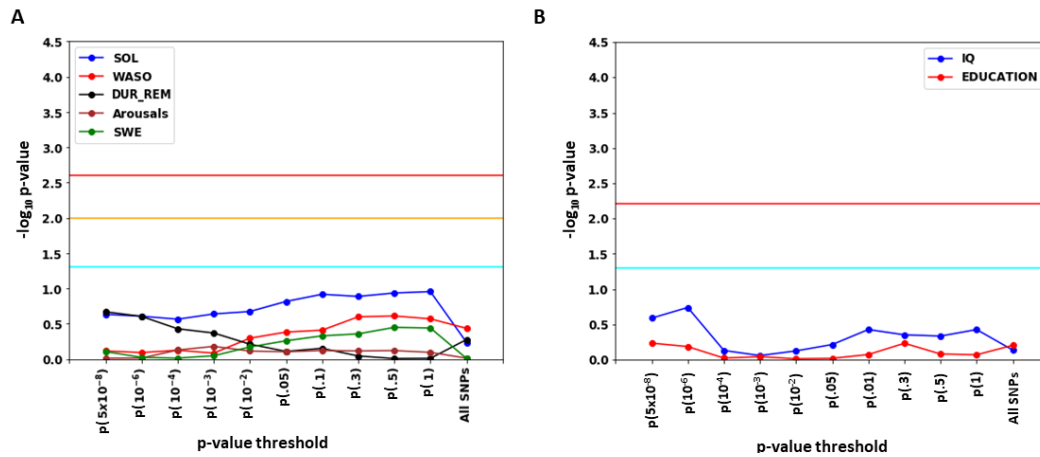 A
4.5
4.0
3.5
3.0
2.5
2.0
1.5
1.0
0.5
0.0
-log10 p-value
SOL
WASO
DUR_REM
Arousals
SWE
p(5x10⁻⁸)
p(10⁻⁶)
p(10⁻⁴)
p(10⁻³)
p(10⁻²)
p(.05)
p(.1)
p(.3)
p(.5)
p(1)
All SNPs
p-value threshold
B
4.5
4.0
3.5
3.0
2.5
2.0
1.5
1.0
0.5
0.0
-log10 p-value
IQ
EDUCATION
p(5x10⁻⁸)
p(10⁻⁶)
p(10⁻⁴)
p(10⁻³)
p(10⁻²)
p(.05)
p(.01)
p(.3)
p(.5)
p(1)
All SNPs
p-value threshold